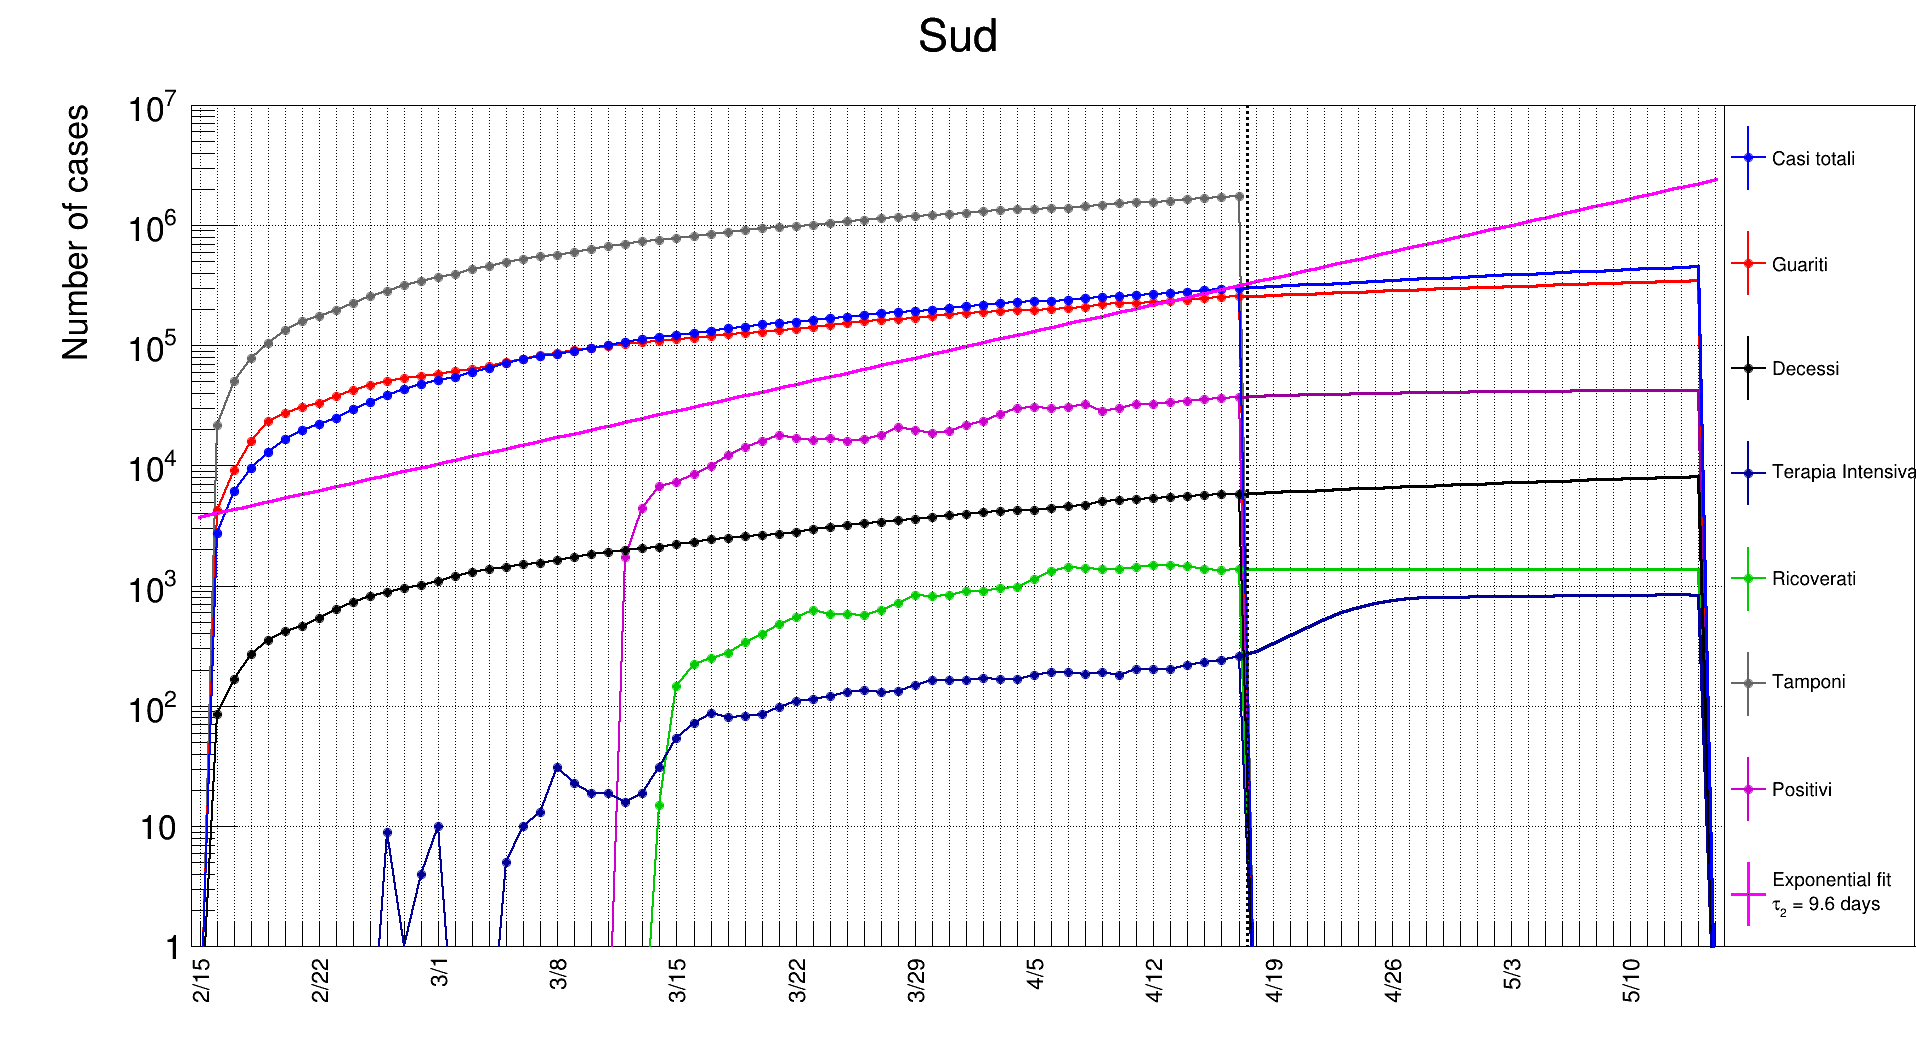 Sud
Number of cases
10^7
10^6
10^5
10^4
10^3
10^2
10
1
2/15 2/22 3/1 3/8 3/15 3/22 3/29 4/5 4/12 4/19 4/26 5/3 5/10
Casi totali
Guariti
Decessi
Terapia Intensiva
Ricoverati
Tamponi
Positivi
Exponential fit
τ₂ = 9.6 days